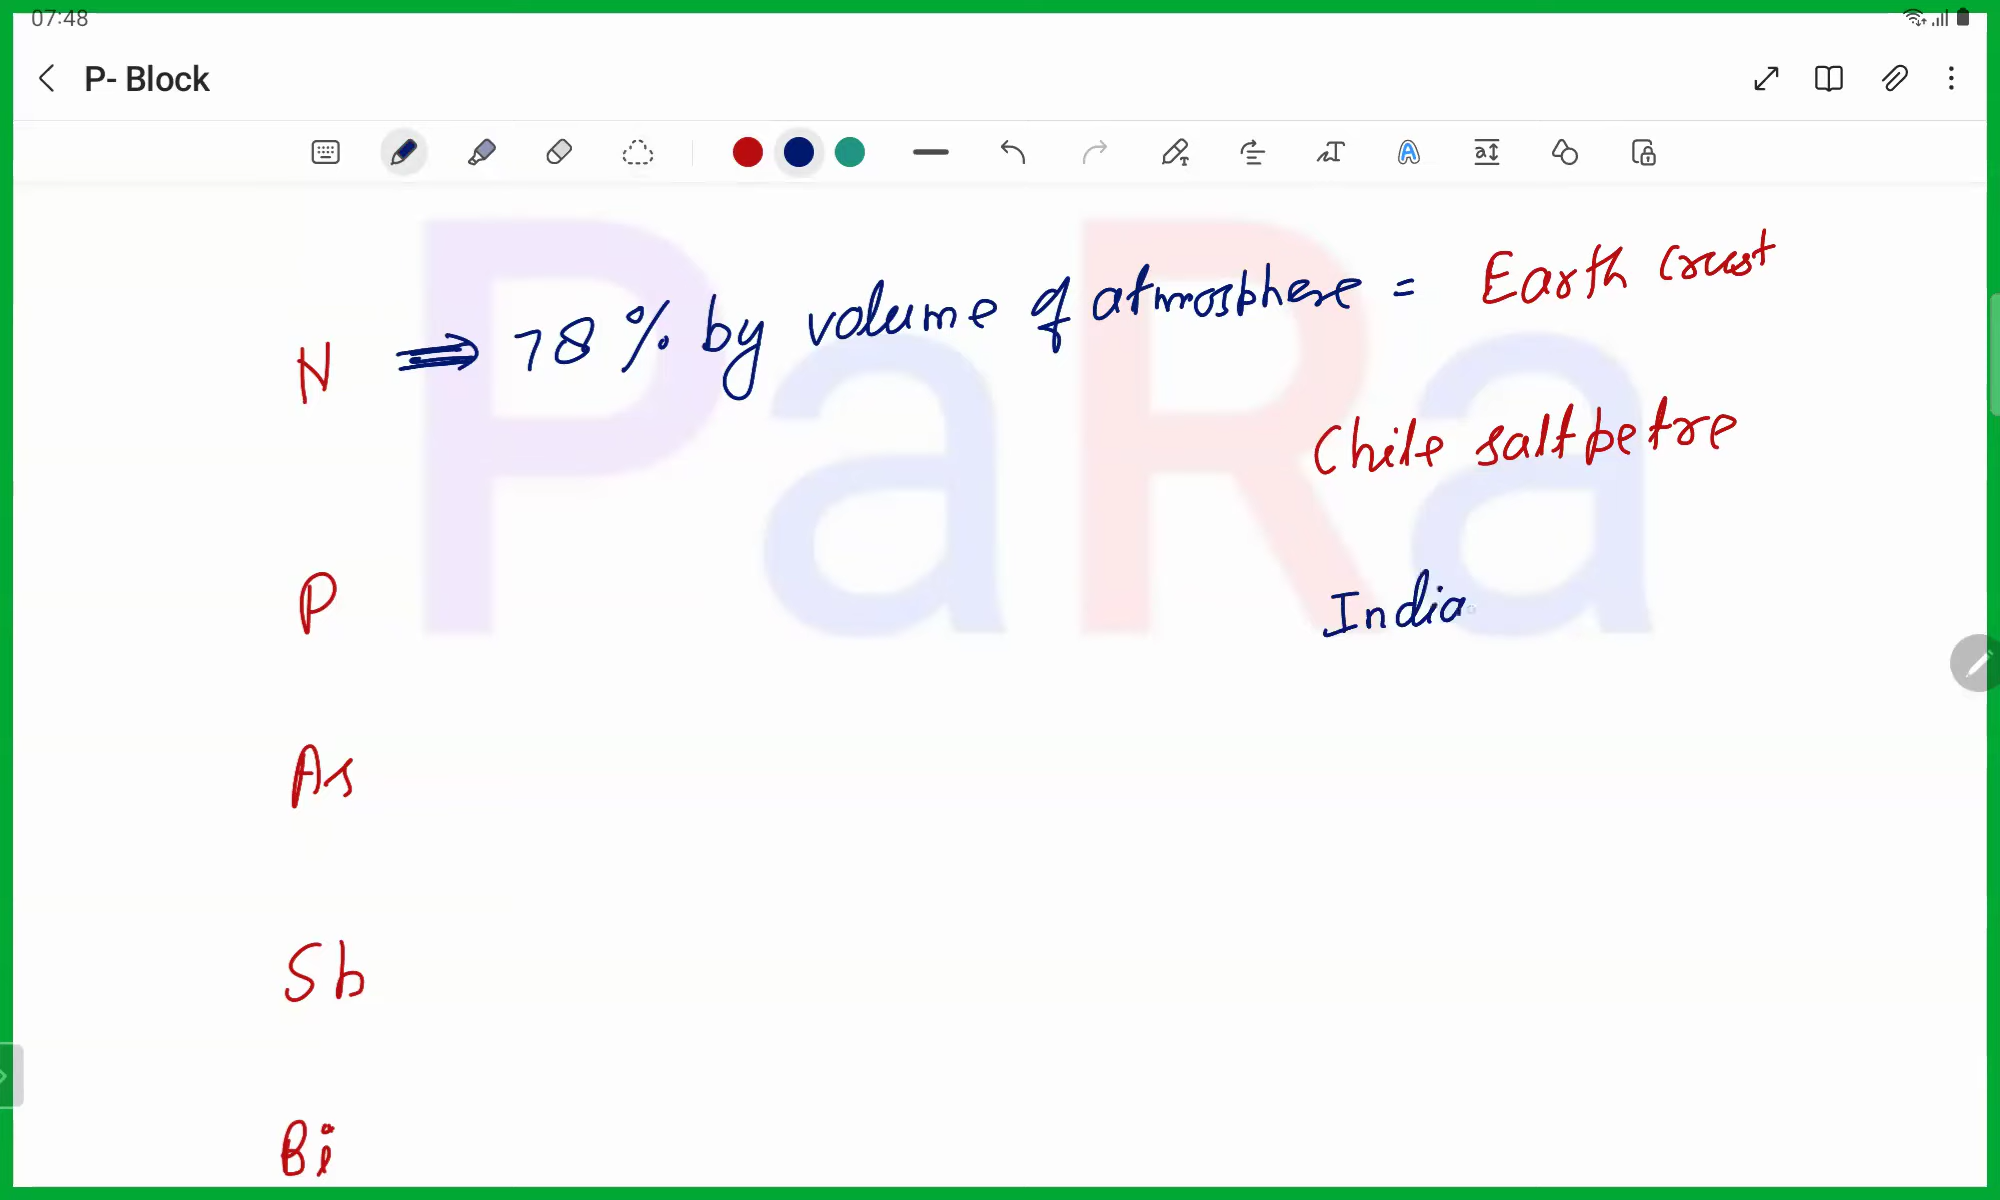 07:48
P- Block
PaRa
N ⇒ 78 % by volume of atmosphere = Earth crust
Chile saltpetre
P
India
As
Sb
Bi